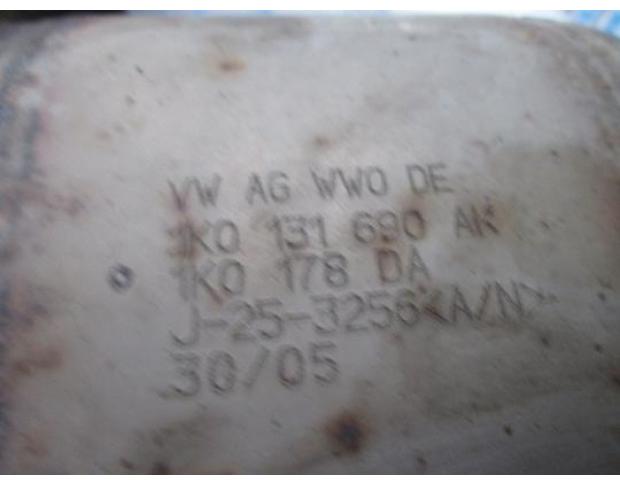 VW AG WWO DE
1K0 131 690 AK
1K0 178 DA
J-25-3256<A/N>
30/05